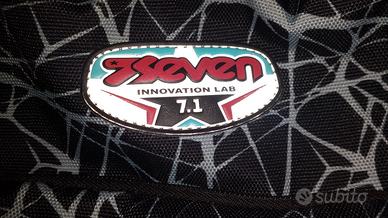 seven
INNOVATION LAB
7.1
subito